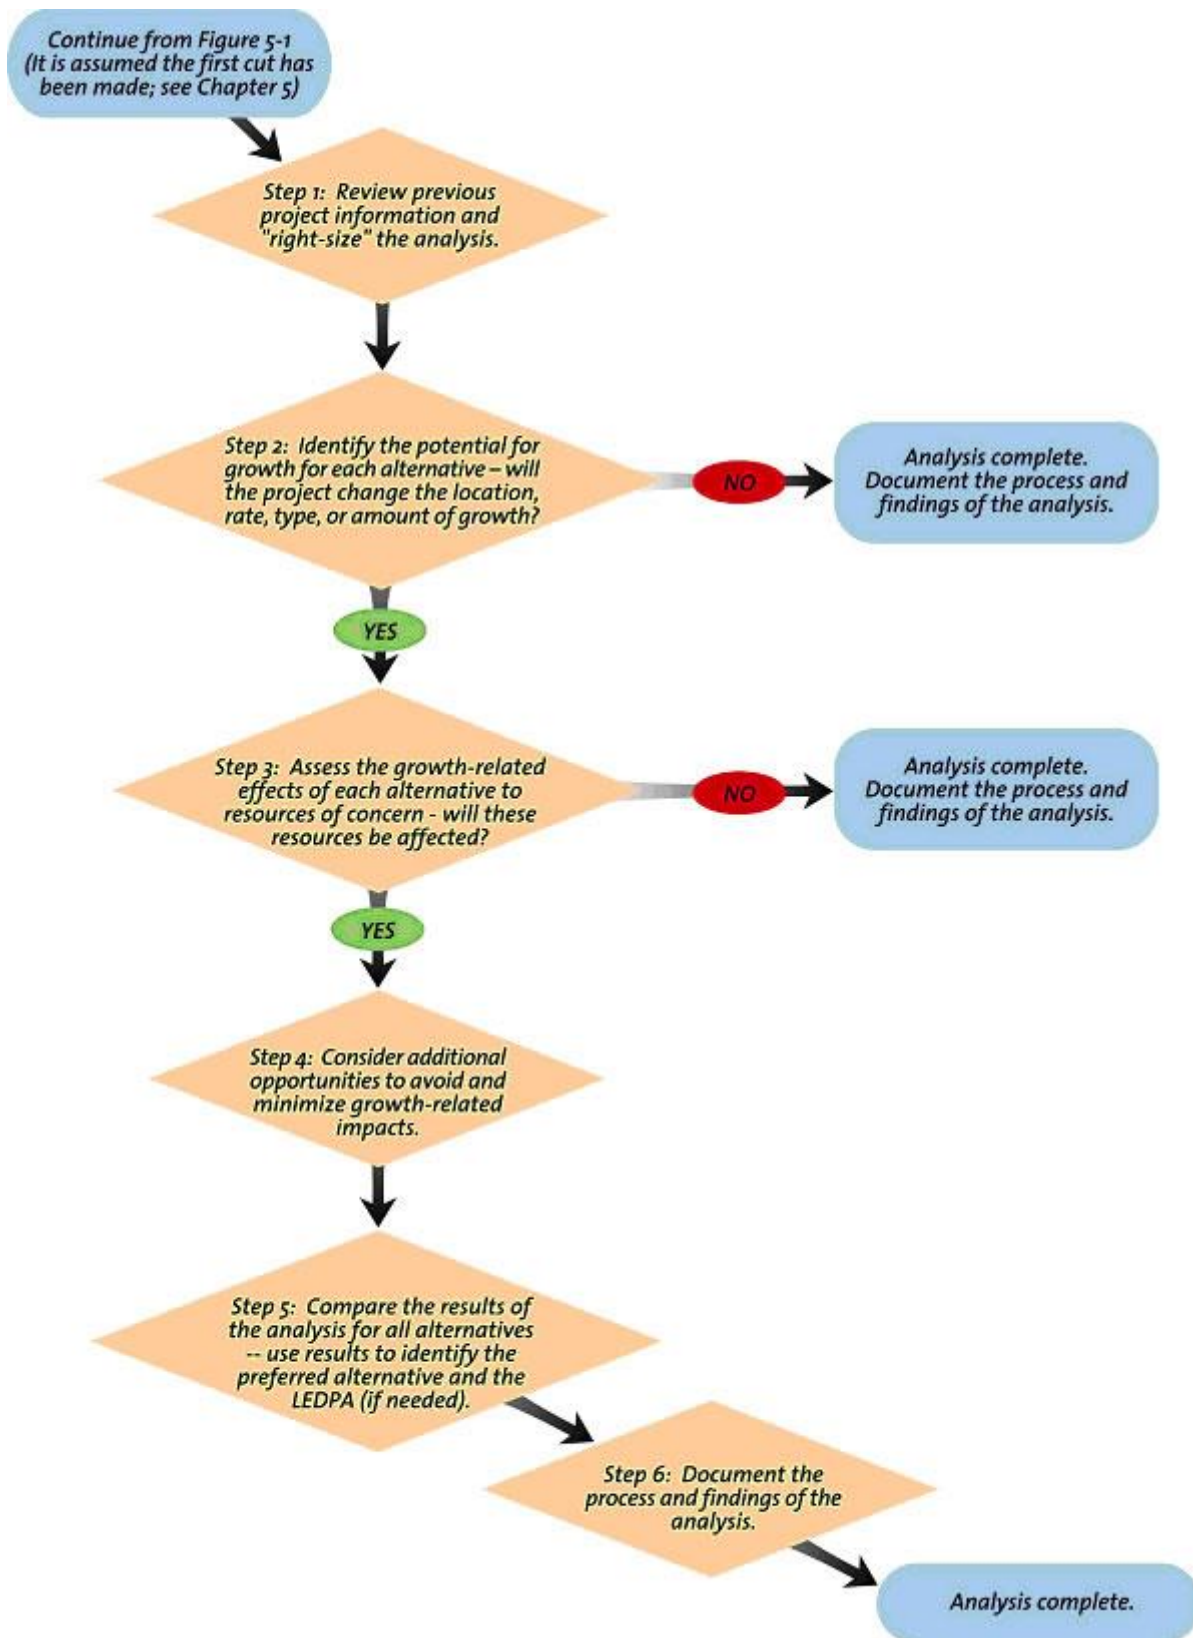 Continue from Figure 5-1
(It is assumed the first cut has
been made; see Chapter 5)
Step 1: Review previous
project information and
"right-size" the analysis.
Step 2: Identify the potential for
growth for each alternative – will
the project change the location,
rate, type, or amount of growth?
NO
Analysis complete.
Document the process and
findings of the analysis.
YES
Step 3: Assess the growth-related
effects of each alternative to
resources of concern - will these
resources be affected?
NO
Analysis complete.
Document the process and
findings of the analysis.
YES
Step 4: Consider additional
opportunities to avoid and
minimize growth-related
impacts.
Step 5: Compare the results of
the analysis for all alternatives
-- use results to identify the
preferred alternative and the
LEDPA (if needed).
Step 6: Document the
process and findings of the
analysis.
Analysis complete.